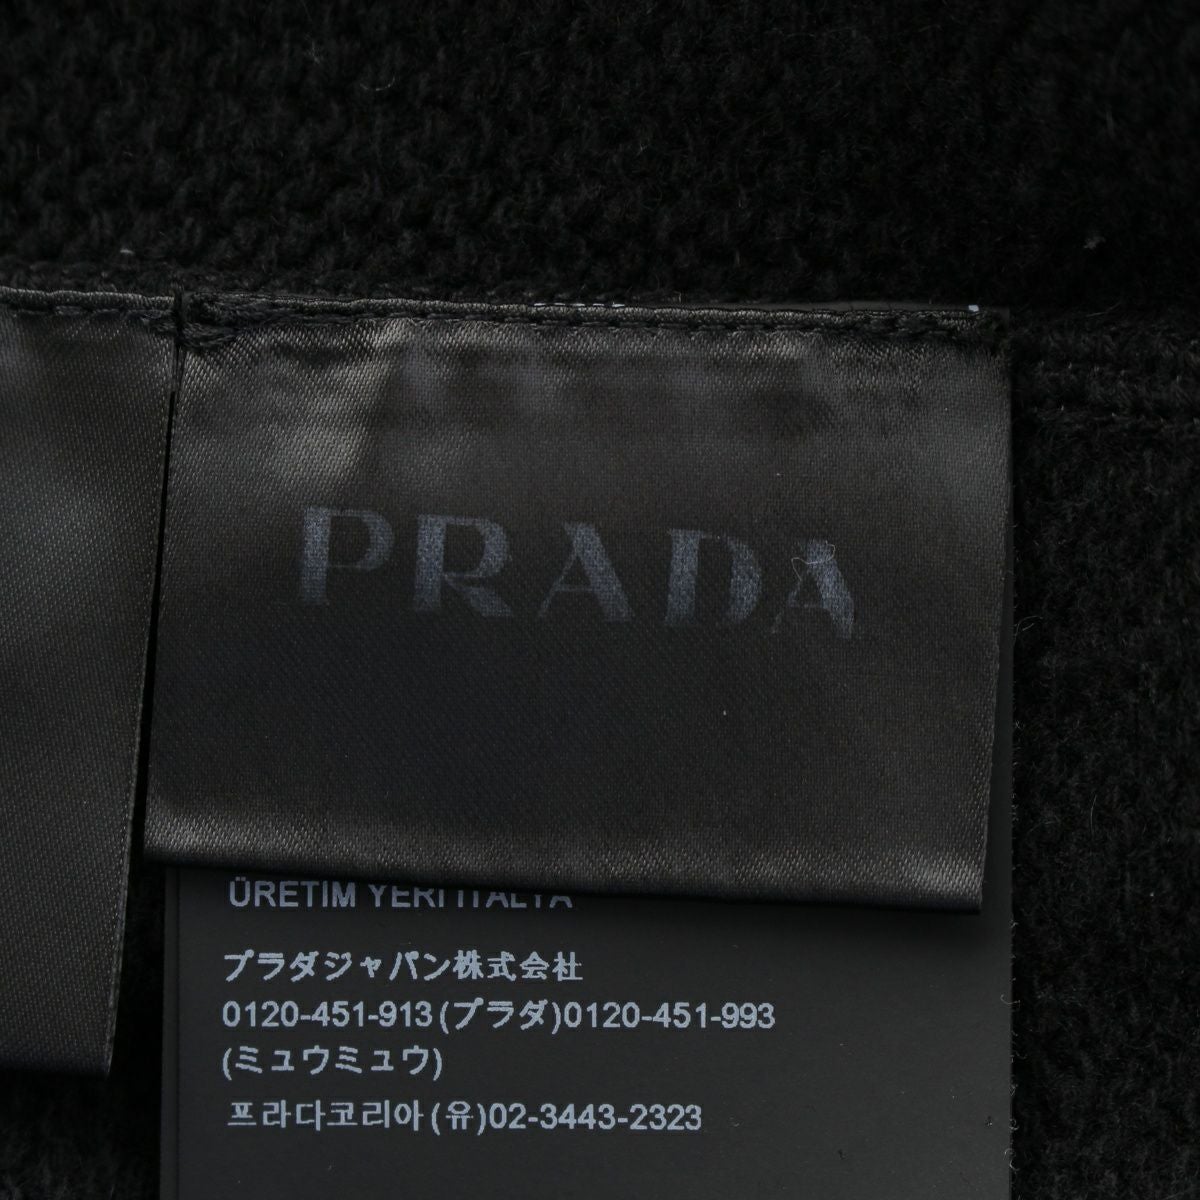 PRADA
ÜRETIM YERI ITALYA
プラダジャパン株式会社
0120-451-913(プラダ)0120-451-993
(ミュウミュウ)
프라다코리아(유)02-3443-2323